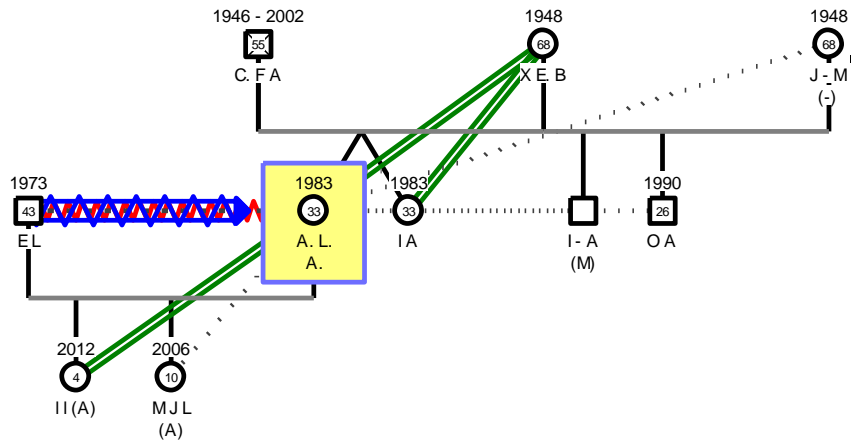 1946 - 2002
1948
1948
55
68
68
C. F A
X E. B
J - M
(-)
1973
1983
1983
1990
43
33
33
26
E L
A. L.
A.
I A
I - A
(M)
O A
2012
2006
4
10
I I (A)
M J L
(A)